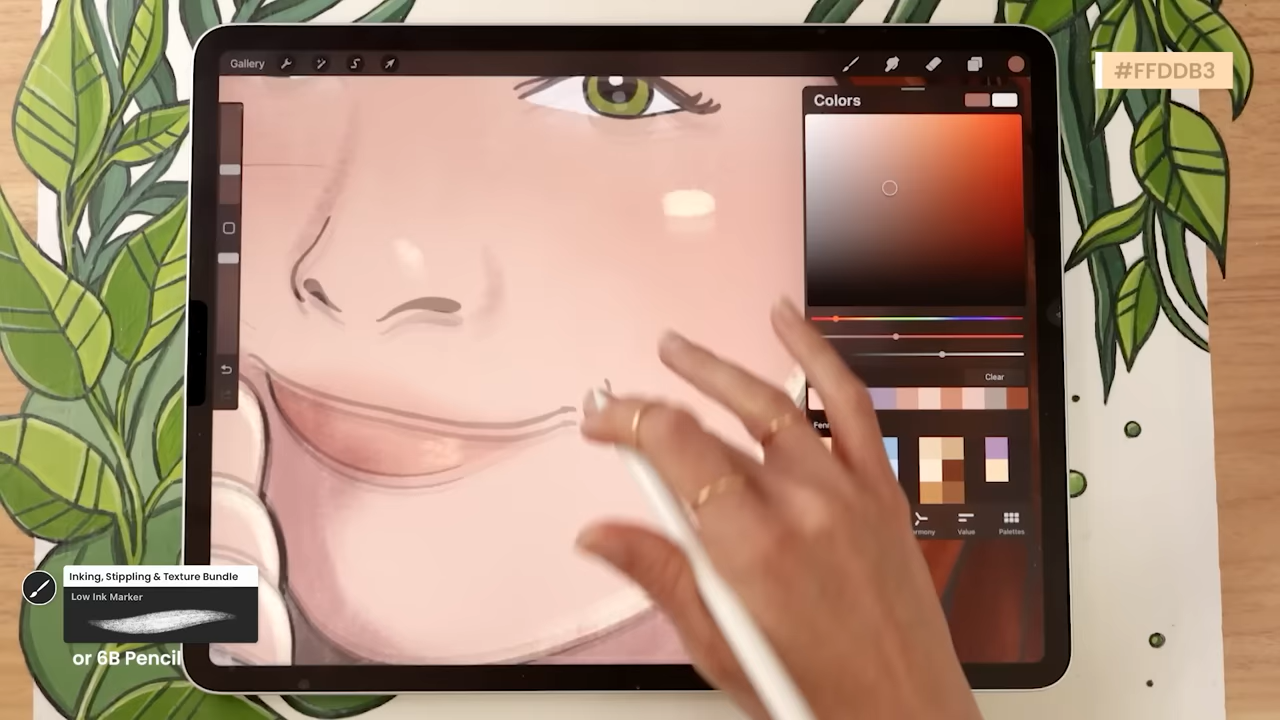 Gallery
#FFDDB3
Colors
Clear
Value
Palettes
Inking, Stippling & Texture Bundle
Low Ink Marker
or 6B Pencil